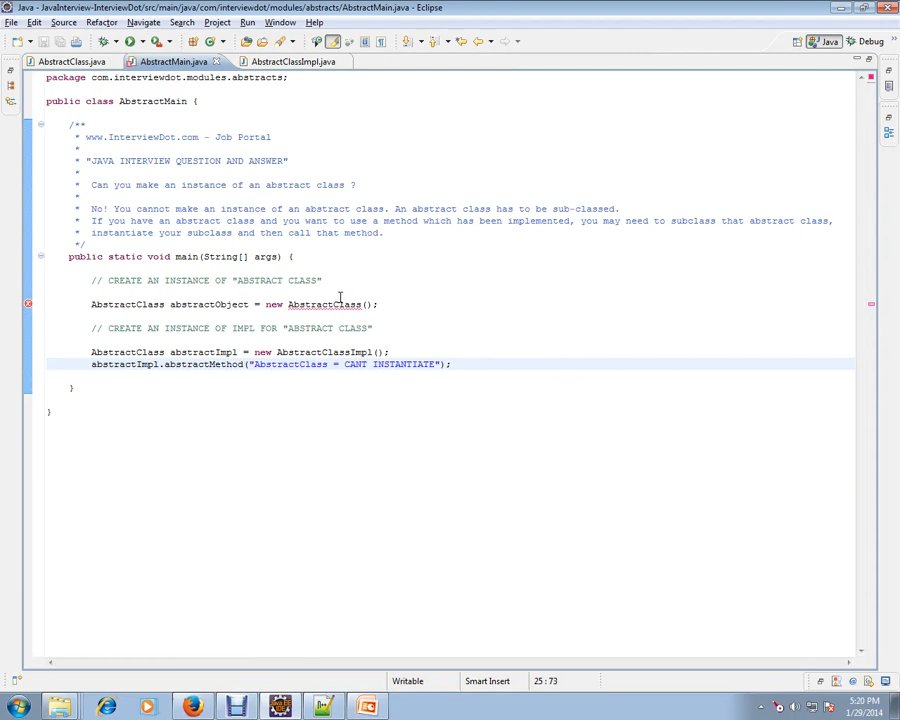 Java - JavaInterview-InterviewDot/src/main/java/com/interviewdot/modules/abstracts/AbstractMain.java - Eclipse
File Edit Source Refactor Navigate Search Project Run Window Help
Java Debug
AbstractClass.java AbstractMain.java AbstractClassImpl.java
package com.interviewdot.modules.abstracts;
public class AbstractMain {
/**
* www.InterviewDot.com - Job Portal
*
* "JAVA INTERVIEW QUESTION AND ANSWER"
*
* Can you make an instance of an abstract class ?
*
* No! You cannot make an instance of an abstract class. An abstract class has to be sub-classed.
* If you have an abstract class and you want to use a method which has been implemented, you may need to subclass that abstract class,
* instantiate your subclass and then call that method.
*/
public static void main(String[] args) {
// CREATE AN INSTANCE OF "ABSTRACT CLASS"
AbstractClass abstractObject = new AbstractClass();
// CREATE AN INSTANCE OF IMPL FOR "ABSTRACT CLASS"
AbstractClass abstractImpl = new AbstractClassImpl();
abstractImpl.abstractMethod("AbstractClass = CANT INSTANTIATE");
}
}
Writable Smart Insert 25 : 73
5:20 PM
1/29/2014